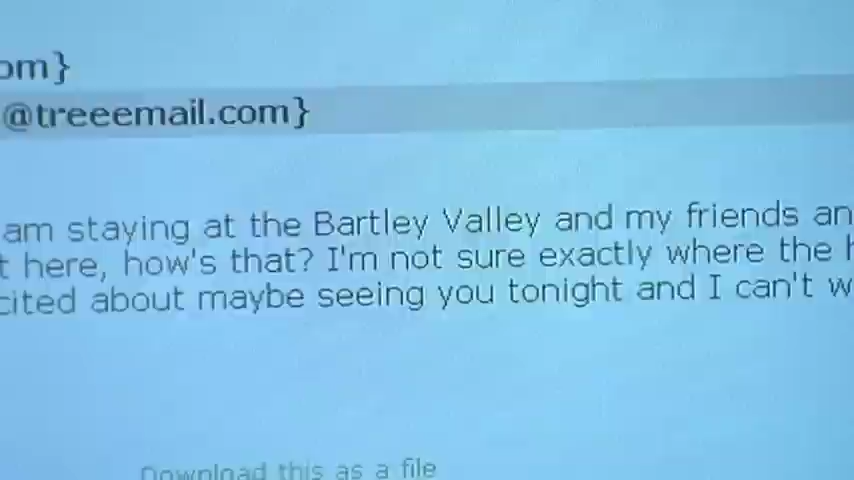 om}
@treeemail.com}
am staying at the Bartley Valley and my friends an
t here, how's that? I'm not sure exactly where the h
cited about maybe seeing you tonight and I can't w
Download this as a file